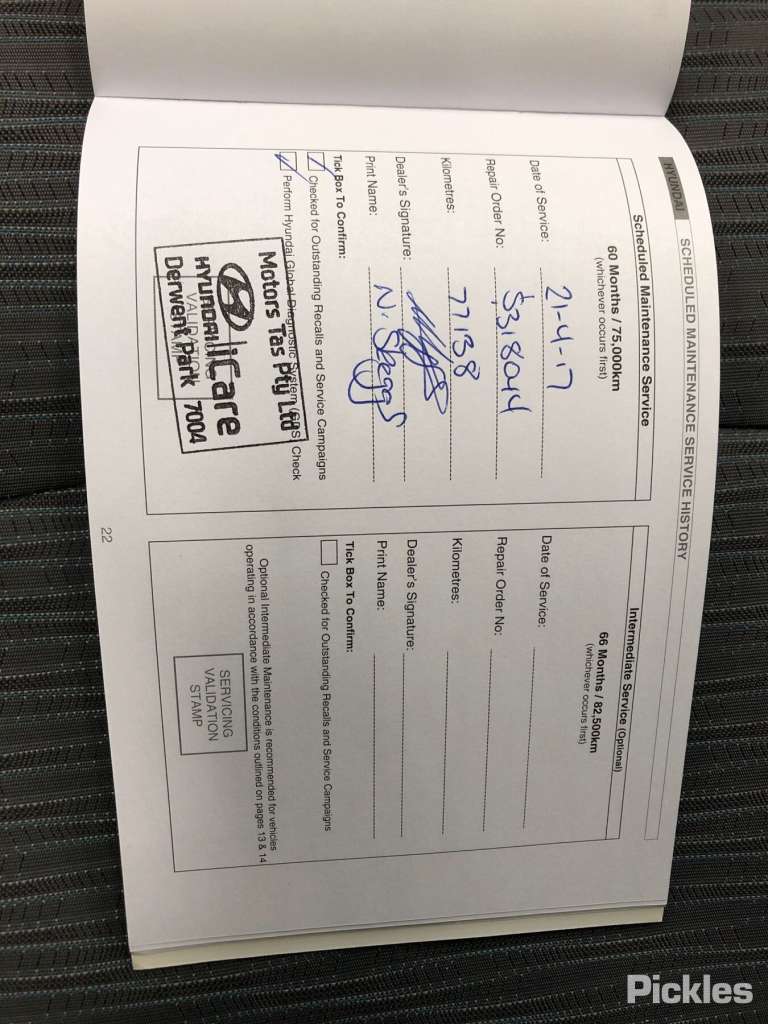 HYUNDAI SCHEDULED MAINTENANCE SERVICE HISTORY
Scheduled Maintenance Service
60 Months / 75,000km
(whichever occurs first)
Date of Service: 21-4-17
Repair Order No:
Kilometres: 77138
Dealer's Signature:
Print Name: N. Skeggs
Tick Box To Confirm:
Checked for Outstanding Recalls and Service Campaigns
Perform Hyundai Global Diagnostic System (GDS) Check
Motors Tas Pty Ltd
iCare
HYUNDAI
VALIDATION
STAMP
Derwent Park 7004
Intermediate Service (Optional)
66 Months / 82,500km
(whichever occurs first)
Date of Service:
Repair Order No:
Kilometres:
Dealer's Signature:
Print Name:
Tick Box To Confirm:
Checked for Outstanding Recalls and Service Campaigns
Optional Intermediate Maintenance is recommended for vehicles
operating in accordance with the conditions outlined on pages 13 & 14
SERVICING
VALIDATION
STAMP
22
Pickles